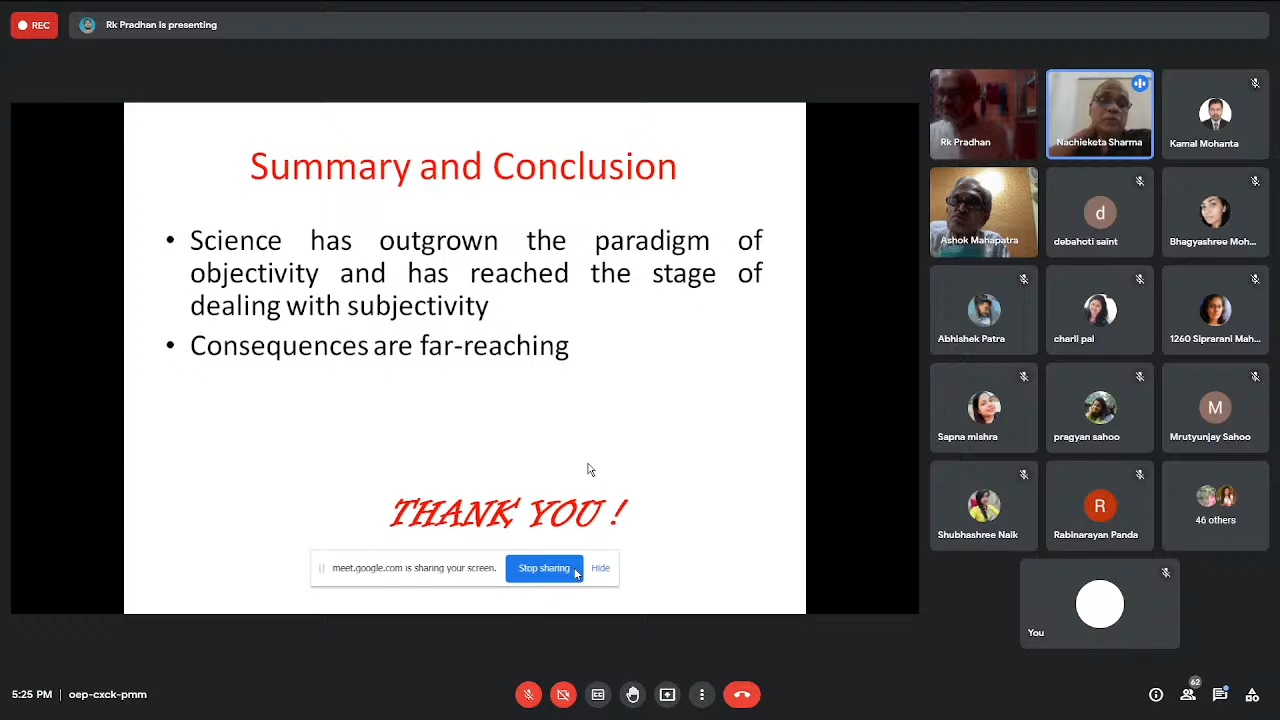 REC
Rk Pradhan is presenting
Summary and Conclusion
• Science has outgrown the paradigm of
objectivity and has reached the stage of
dealing with subjectivity
• Consequences are far-reaching
THANK YOU !
meet.google.com is sharing your screen.
Stop sharing
Hide
Rk Pradhan
Nachieketa Sharma
Kamal Mohanta
Ashok Mahapatra
d
debahoti saint
Bhagyashree Moh...
Abhishek Patra
charli pal
1260 Siprarani Mah...
Sapna mishra
pragyan sahoo
M
Mrutyunjay Sahoo
Shubhashree Naik
R
Rabinarayan Panda
46 others
You
5:25 PM | oep-cxck-pmm
62